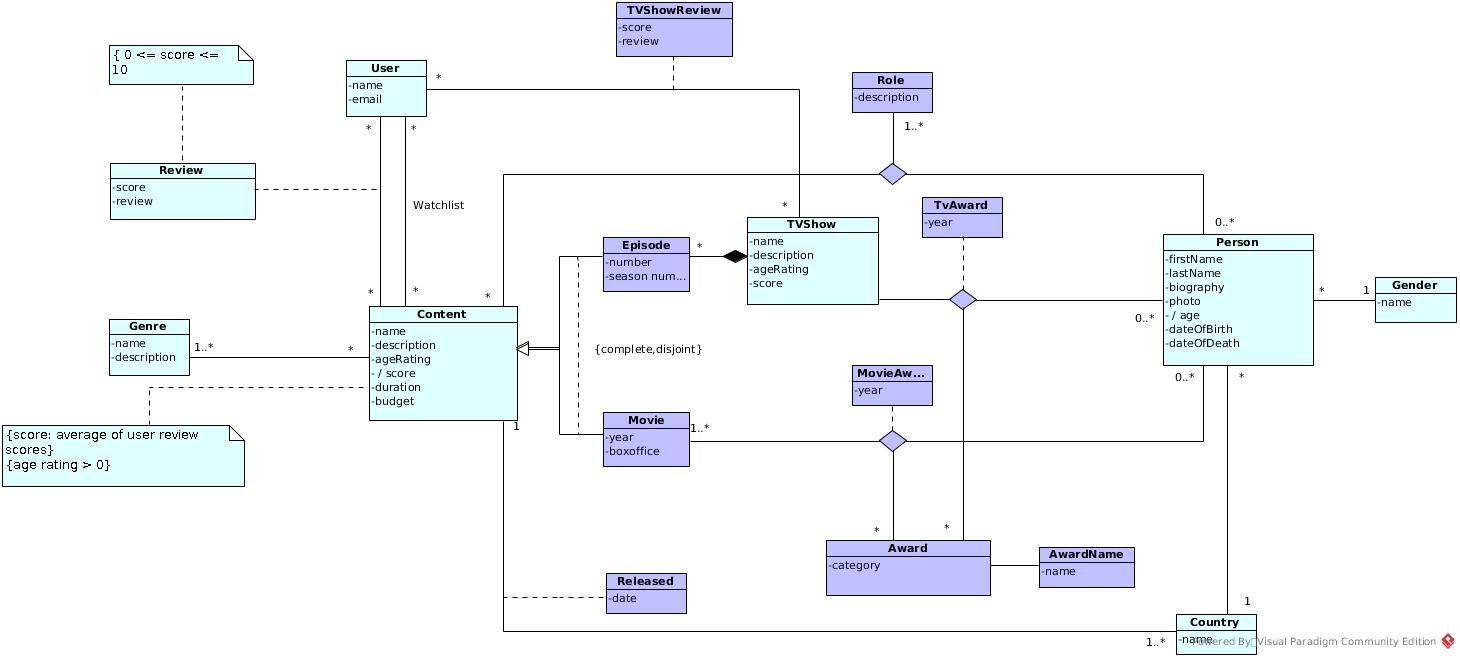 TVShowReview
-score
-review
{ 0 <= score <=
10
User
-name
-email
*
Role
-description
1..*
*
*
Review
-score
-review
Watchlist
*
TVShow
-name
-description
-ageRating
-score
TvAward
-year
0..*
Person
-firstName
-lastName
-biography
-photo
- / age
-dateOfBirth
-dateOfDeath
Episode
-number
-season num...
*
*
1
Gender
-name
*
*
*
0..*
Content
-name
-description
-ageRating
- / score
-duration
-budget
Genre
-name
-description
1..*
*
{complete,disjoint}
MovieAw...
-year
0..*
*
Movie
-year
-boxoffice
1..*
1
{score: average of user review
scores}
{age rating > 0}
*
*
Award
-category
AwardName
-name
Released
-date
1
1..*
Country
-name
Powered By Visual Paradigm Community Edition